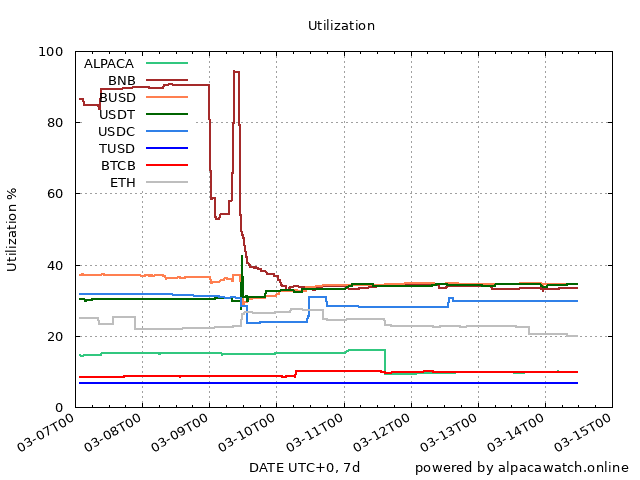 Utilization
100
80
60
40
20
0
Utilization %
ALPACA
BNB
BUSD
USDT
USDC
TUSD
BTCB
ETH
03-07T00
03-08T00
03-09T00
03-10T00
03-11T00
03-12T00
03-13T00
03-14T00
03-15T00
DATE UTC+0, 7d
powered by alpacawatch.online